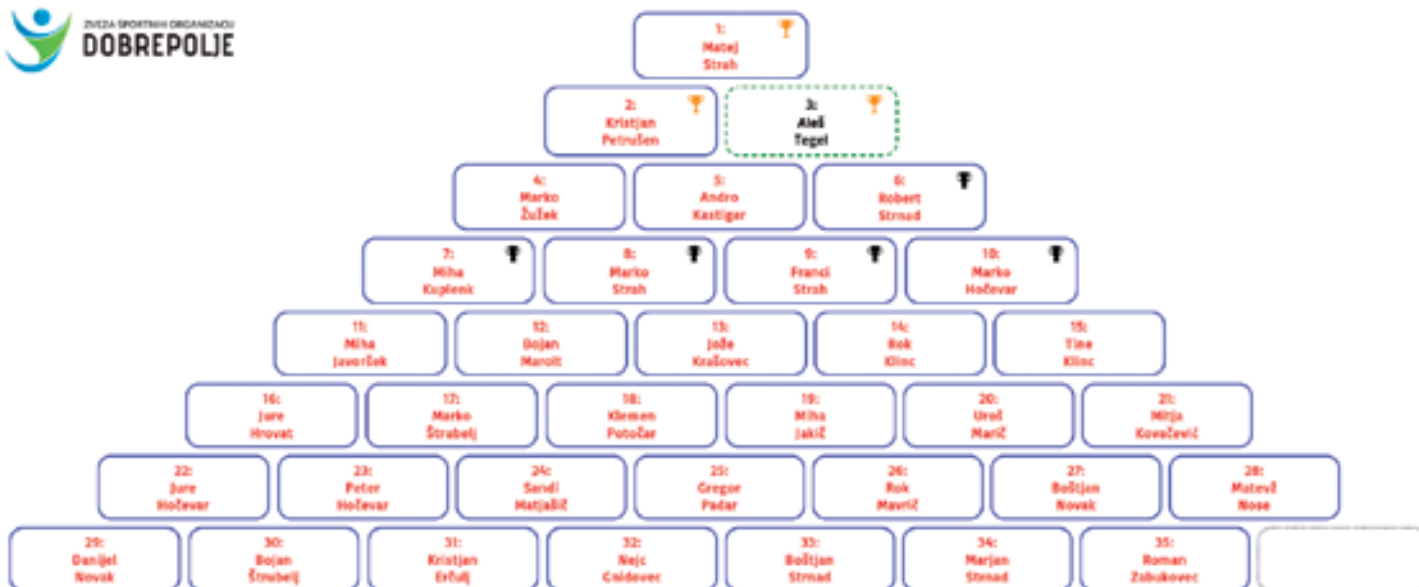 ZVEZA ŠPORTNIH ORGANIZACIJ
DOBREPOLJE
1:
Matej
Strah
2:
Kristjan
Petrušen
3:
Aleš
Tegel
4:
Marko
Žužek
5:
Andro
Kastigar
6:
Robert
Strnad
7:
Miha
Kuplenk
8:
Marko
Strah
9:
Franci
Strah
10:
Marko
Hočevar
11:
Miha
Javoršek
12:
Bojan
Marolt
13:
Jože
Krašovec
14:
Rok
Klinc
15:
Tine
Klinc
16:
Jure
Hrovat
17:
Marko
Štrubelj
18:
Klemen
Potočar
19:
Miha
Jakič
20:
Uroš
Marič
21:
Mitja
Kovačević
22:
Jure
Hočevar
23:
Peter
Hočevar
24:
Sandi
Matjašič
25:
Gregor
Padar
26:
Rok
Mavrič
27:
Boštjan
Novak
28:
Matevž
Nose
29:
Danijel
Novak
30:
Bojan
Štrubelj
31:
Kristjan
Erčulj
32:
Nejc
Gnidovec
33:
Boštjan
Strnad
34:
Marjan
Strnad
35:
Roman
Zabukovec